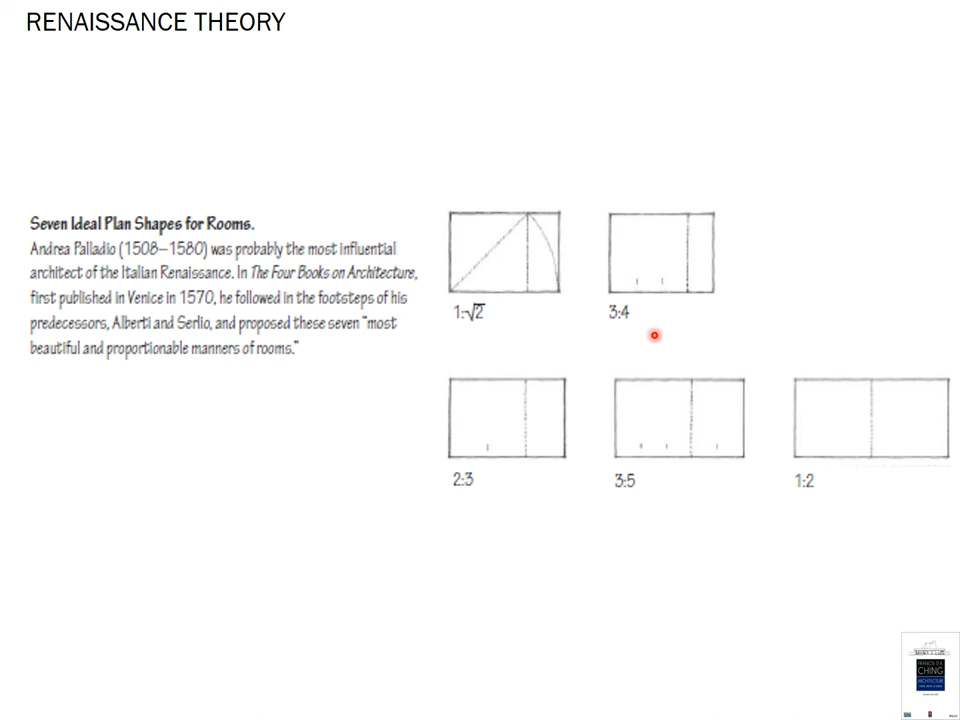 RENAISSANCE THEORY
Seven Ideal Plan Shapes for Rooms.
Andrea Palladio (1508–1580) was probably the most influential
architect of the Italian Renaissance. In The Four Books on Architecture,
first published in Venice in 1570, he followed in the footsteps of his
predecessors, Alberti and Serlio, and proposed these seven “most
beautiful and proportionable manners of rooms.”
1:√2
3:4
2:3
3:5
1:2
FRANCIS D.K.
CHING
ARCHITECTURE